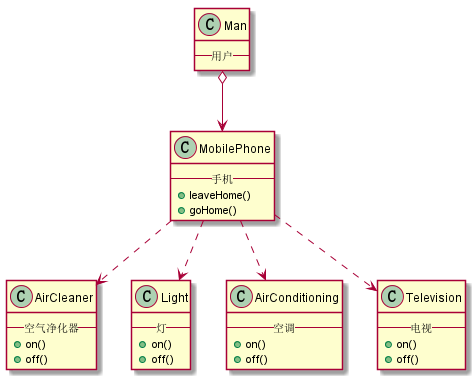 C Man
用户
C MobilePhone
手机
leaveHome()
goHome()
C AirCleaner
空气净化器
on()
off()
C Light
灯
on()
off()
C AirConditioning
空调
on()
off()
C Television
电视
on()
off()